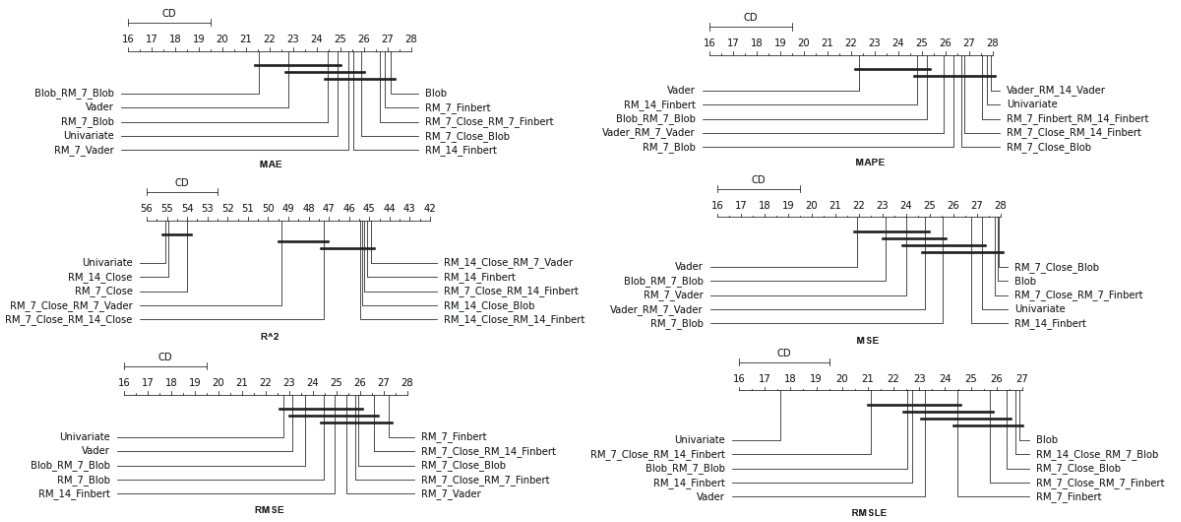 CD
16 17 18 19 20 21 22 23 24 25 26 27 28
Blob_RM_7_Blob
Vader
RM_7_Blob
Univariate
RM_7_Vader
Blob
RM_7_Finbert
RM_7_Close_RM_7_Finbert
RM_7_Close_Blob
RM_14_Finbert
MAE
CD
16 17 18 19 20 21 22 23 24 25 26 27 28
Vader
RM_14_Finbert
Blob_RM_7_Blob
Vader_RM_7_Vader
RM_7_Blob
Vader_RM_14_Vader
Univariate
RM_7_Finbert_RM_14_Finbert
RM_7_Close_RM_14_Finbert
RM_7_Close_Blob
MAPE
CD
56 55 54 53 52 51 50 49 48 47 46 45 44 43 42
Univariate
RM_14_Close
RM_7_Close
RM_7_Close_RM_7_Vader
RM_7_Close_RM_14_Close
RM_14_Close_RM_7_Vader
RM_14_Finbert
RM_7_Close_RM_14_Finbert
RM_14_Close_Blob
RM_14_Close_RM_14_Finbert
R^2
CD
16 17 18 19 20 21 22 23 24 25 26 27 28
Vader
Blob_RM_7_Blob
RM_7_Vader
Vader_RM_7_Vader
RM_7_Blob
RM_7_Close_Blob
Blob
RM_7_Close_RM_7_Finbert
Univariate
RM_14_Finbert
MSE
CD
16 17 18 19 20 21 22 23 24 25 26 27 28
Univariate
Vader
Blob_RM_7_Blob
RM_7_Blob
RM_14_Finbert
RM_7_Finbert
RM_7_Close_RM_14_Finbert
RM_7_Close_Blob
RM_7_Close_RM_7_Finbert
RM_7_Vader
RMSE
CD
16 17 18 19 20 21 22 23 24 25 26 27
Univariate
RM_7_Close_RM_14_Finbert
Blob_RM_7_Blob
RM_14_Finbert
Vader
Blob
RM_14_Close_RM_7_Blob
RM_7_Close_Blob
RM_7_Close_RM_7_Finbert
RM_7_Finbert
RMSLE